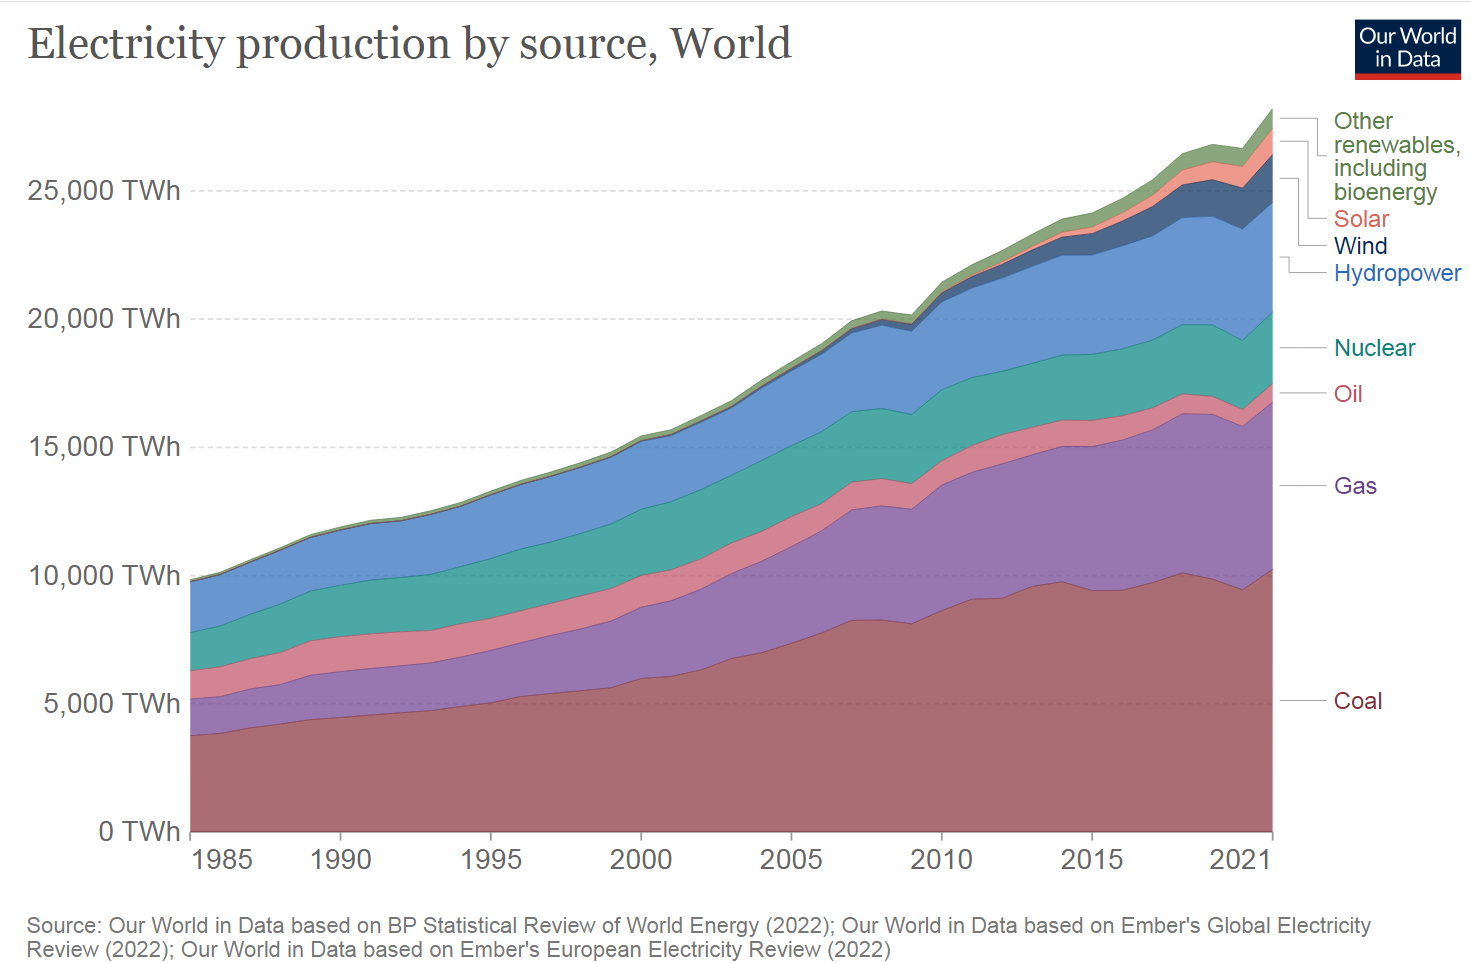 Electricity production by source, World
Our World
in Data
Other
renewables,
including
bioenergy
Solar
Wind
Hydropower
Nuclear
Oil
Gas
Coal
25,000 TWh
20,000 TWh
15,000 TWh
10,000 TWh
5,000 TWh
0 TWh
1985 1990 1995 2000 2005 2010 2015 2021
Source: Our World in Data based on BP Statistical Review of World Energy (2022); Our World in Data based on Ember's Global Electricity
Review (2022); Our World in Data based on Ember's European Electricity Review (2022)